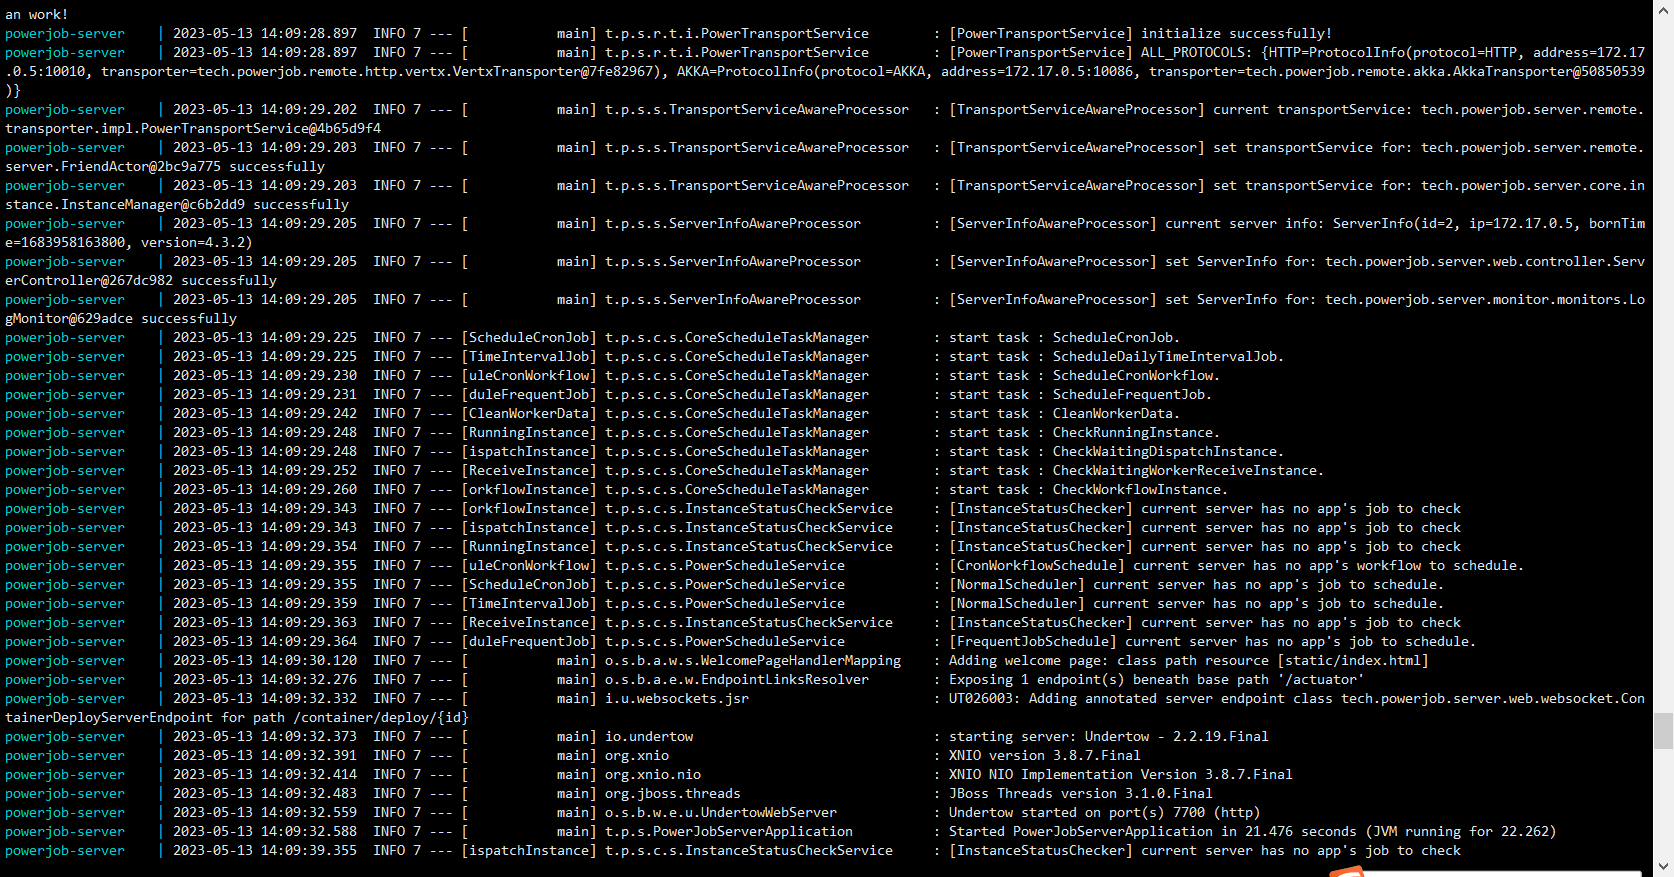 an work!
powerjob-server    | 2023-05-13 14:09:28.897  INFO 7 --- [           main] t.p.s.r.t.i.PowerTransportService        : [PowerTransportService] initialize successfully!
powerjob-server    | 2023-05-13 14:09:28.897  INFO 7 --- [           main] t.p.s.r.t.i.PowerTransportService        : [PowerTransportService] ALL_PROTOCOLS: {HTTP=ProtocolInfo(protocol=HTTP, address=172.17
.0.5:10010, transporter=tech.powerjob.remote.http.vertx.VertxTransporter@7fe82967), AKKA=ProtocolInfo(protocol=AKKA, address=172.17.0.5:10086, transporter=tech.powerjob.remote.akka.AkkaTransporter@50850539
)}
powerjob-server    | 2023-05-13 14:09:29.202  INFO 7 --- [           main] t.p.s.s.TransportServiceAwareProcessor   : [TransportServiceAwareProcessor] current transportService: tech.powerjob.server.remote.
transporter.impl.PowerTransportService@4b65d9f4
powerjob-server    | 2023-05-13 14:09:29.203  INFO 7 --- [           main] t.p.s.s.TransportServiceAwareProcessor   : [TransportServiceAwareProcessor] set transportService for: tech.powerjob.server.remote.
server.FriendActor@2bc9a775 successfully
powerjob-server    | 2023-05-13 14:09:29.203  INFO 7 --- [           main] t.p.s.s.TransportServiceAwareProcessor   : [TransportServiceAwareProcessor] set transportService for: tech.powerjob.server.core.in
stance.InstanceManager@c6b2dd9 successfully
powerjob-server    | 2023-05-13 14:09:29.205  INFO 7 --- [           main] t.p.s.s.ServerInfoAwareProcessor         : [ServerInfoAwareProcessor] current server info: ServerInfo(id=2, ip=172.17.0.5, bornTim
e=1683958163800, version=4.3.2)
powerjob-server    | 2023-05-13 14:09:29.205  INFO 7 --- [           main] t.p.s.s.ServerInfoAwareProcessor         : [ServerInfoAwareProcessor] set ServerInfo for: tech.powerjob.server.web.controller.Serv
erController@267dc982 successfully
powerjob-server    | 2023-05-13 14:09:29.205  INFO 7 --- [           main] t.p.s.s.ServerInfoAwareProcessor         : [ServerInfoAwareProcessor] set ServerInfo for: tech.powerjob.server.monitor.monitors.Lo
gMonitor@629adce successfully
powerjob-server    | 2023-05-13 14:09:29.225  INFO 7 --- [ScheduleCronJob] t.p.s.c.s.CoreScheduleTaskManager        : start task : ScheduleCronJob.
powerjob-server    | 2023-05-13 14:09:29.225  INFO 7 --- [TimeIntervalJob] t.p.s.c.s.CoreScheduleTaskManager        : start task : ScheduleDailyTimeIntervalJob.
powerjob-server    | 2023-05-13 14:09:29.230  INFO 7 --- [uleCronWorkflow] t.p.s.c.s.CoreScheduleTaskManager        : start task : ScheduleCronWorkflow.
powerjob-server    | 2023-05-13 14:09:29.231  INFO 7 --- [duleFrequentJob] t.p.s.c.s.CoreScheduleTaskManager        : start task : ScheduleFrequentJob.
powerjob-server    | 2023-05-13 14:09:29.242  INFO 7 --- [CleanWorkerData] t.p.s.c.s.CoreScheduleTaskManager        : start task : CleanWorkerData.
powerjob-server    | 2023-05-13 14:09:29.248  INFO 7 --- [RunningInstance] t.p.s.c.s.CoreScheduleTaskManager        : start task : CheckRunningInstance.
powerjob-server    | 2023-05-13 14:09:29.248  INFO 7 --- [ispatchInstance] t.p.s.c.s.CoreScheduleTaskManager        : start task : CheckWaitingDispatchInstance.
powerjob-server    | 2023-05-13 14:09:29.252  INFO 7 --- [ReceiveInstance] t.p.s.c.s.CoreScheduleTaskManager        : start task : CheckWaitingWorkerReceiveInstance.
powerjob-server    | 2023-05-13 14:09:29.260  INFO 7 --- [orkflowInstance] t.p.s.c.s.CoreScheduleTaskManager        : start task : CheckWorkflowInstance.
powerjob-server    | 2023-05-13 14:09:29.343  INFO 7 --- [orkflowInstance] t.p.s.c.s.InstanceStatusCheckService     : [InstanceStatusChecker] current server has no app's job to check
powerjob-server    | 2023-05-13 14:09:29.343  INFO 7 --- [ispatchInstance] t.p.s.c.s.InstanceStatusCheckService     : [InstanceStatusChecker] current server has no app's job to check
powerjob-server    | 2023-05-13 14:09:29.354  INFO 7 --- [RunningInstance] t.p.s.c.s.InstanceStatusCheckService     : [InstanceStatusChecker] current server has no app's job to check
powerjob-server    | 2023-05-13 14:09:29.355  INFO 7 --- [uleCronWorkflow] t.p.s.c.s.PowerScheduleService           : [CronWorkflowSchedule] current server has no app's workflow to schedule.
powerjob-server    | 2023-05-13 14:09:29.355  INFO 7 --- [ScheduleCronJob] t.p.s.c.s.PowerScheduleService           : [NormalScheduler] current server has no app's job to schedule.
powerjob-server    | 2023-05-13 14:09:29.359  INFO 7 --- [TimeIntervalJob] t.p.s.c.s.PowerScheduleService           : [NormalScheduler] current server has no app's job to schedule.
powerjob-server    | 2023-05-13 14:09:29.363  INFO 7 --- [ReceiveInstance] t.p.s.c.s.InstanceStatusCheckService     : [InstanceStatusChecker] current server has no app's job to check
powerjob-server    | 2023-05-13 14:09:29.364  INFO 7 --- [duleFrequentJob] t.p.s.c.s.PowerScheduleService           : [FrequentJobSchedule] current server has no app's job to schedule.
powerjob-server    | 2023-05-13 14:09:30.120  INFO 7 --- [           main] o.s.b.a.w.s.WelcomePageHandlerMapping    : Adding welcome page: class path resource [static/index.html]
powerjob-server    | 2023-05-13 14:09:32.276  INFO 7 --- [           main] o.s.b.a.e.w.EndpointLinksResolver        : Exposing 1 endpoint(s) beneath base path '/actuator'
powerjob-server    | 2023-05-13 14:09:32.332  INFO 7 --- [           main] i.u.websockets.jsr                       : UT026003: Adding annotated server endpoint class tech.powerjob.server.web.websocket.Con
tainerDeployServerEndpoint for path /container/deploy/{id}
powerjob-server    | 2023-05-13 14:09:32.373  INFO 7 --- [           main] io.undertow                              : starting server: Undertow - 2.2.19.Final
powerjob-server    | 2023-05-13 14:09:32.391  INFO 7 --- [           main] org.xnio                                 : XNIO version 3.8.7.Final
powerjob-server    | 2023-05-13 14:09:32.414  INFO 7 --- [           main] org.xnio.nio                             : XNIO NIO Implementation Version 3.8.7.Final
powerjob-server    | 2023-05-13 14:09:32.483  INFO 7 --- [           main] org.jboss.threads                        : JBoss Threads version 3.1.0.Final
powerjob-server    | 2023-05-13 14:09:32.559  INFO 7 --- [           main] o.s.b.w.e.u.UndertowWebServer            : Undertow started on port(s) 7700 (http)
powerjob-server    | 2023-05-13 14:09:32.588  INFO 7 --- [           main] t.p.s.PowerJobServerApplication          : Started PowerJobServerApplication in 21.476 seconds (JVM running for 22.262)
powerjob-server    | 2023-05-13 14:09:39.355  INFO 7 --- [ispatchInstance] t.p.s.c.s.InstanceStatusCheckService     : [InstanceStatusChecker] current server has no app's job to check